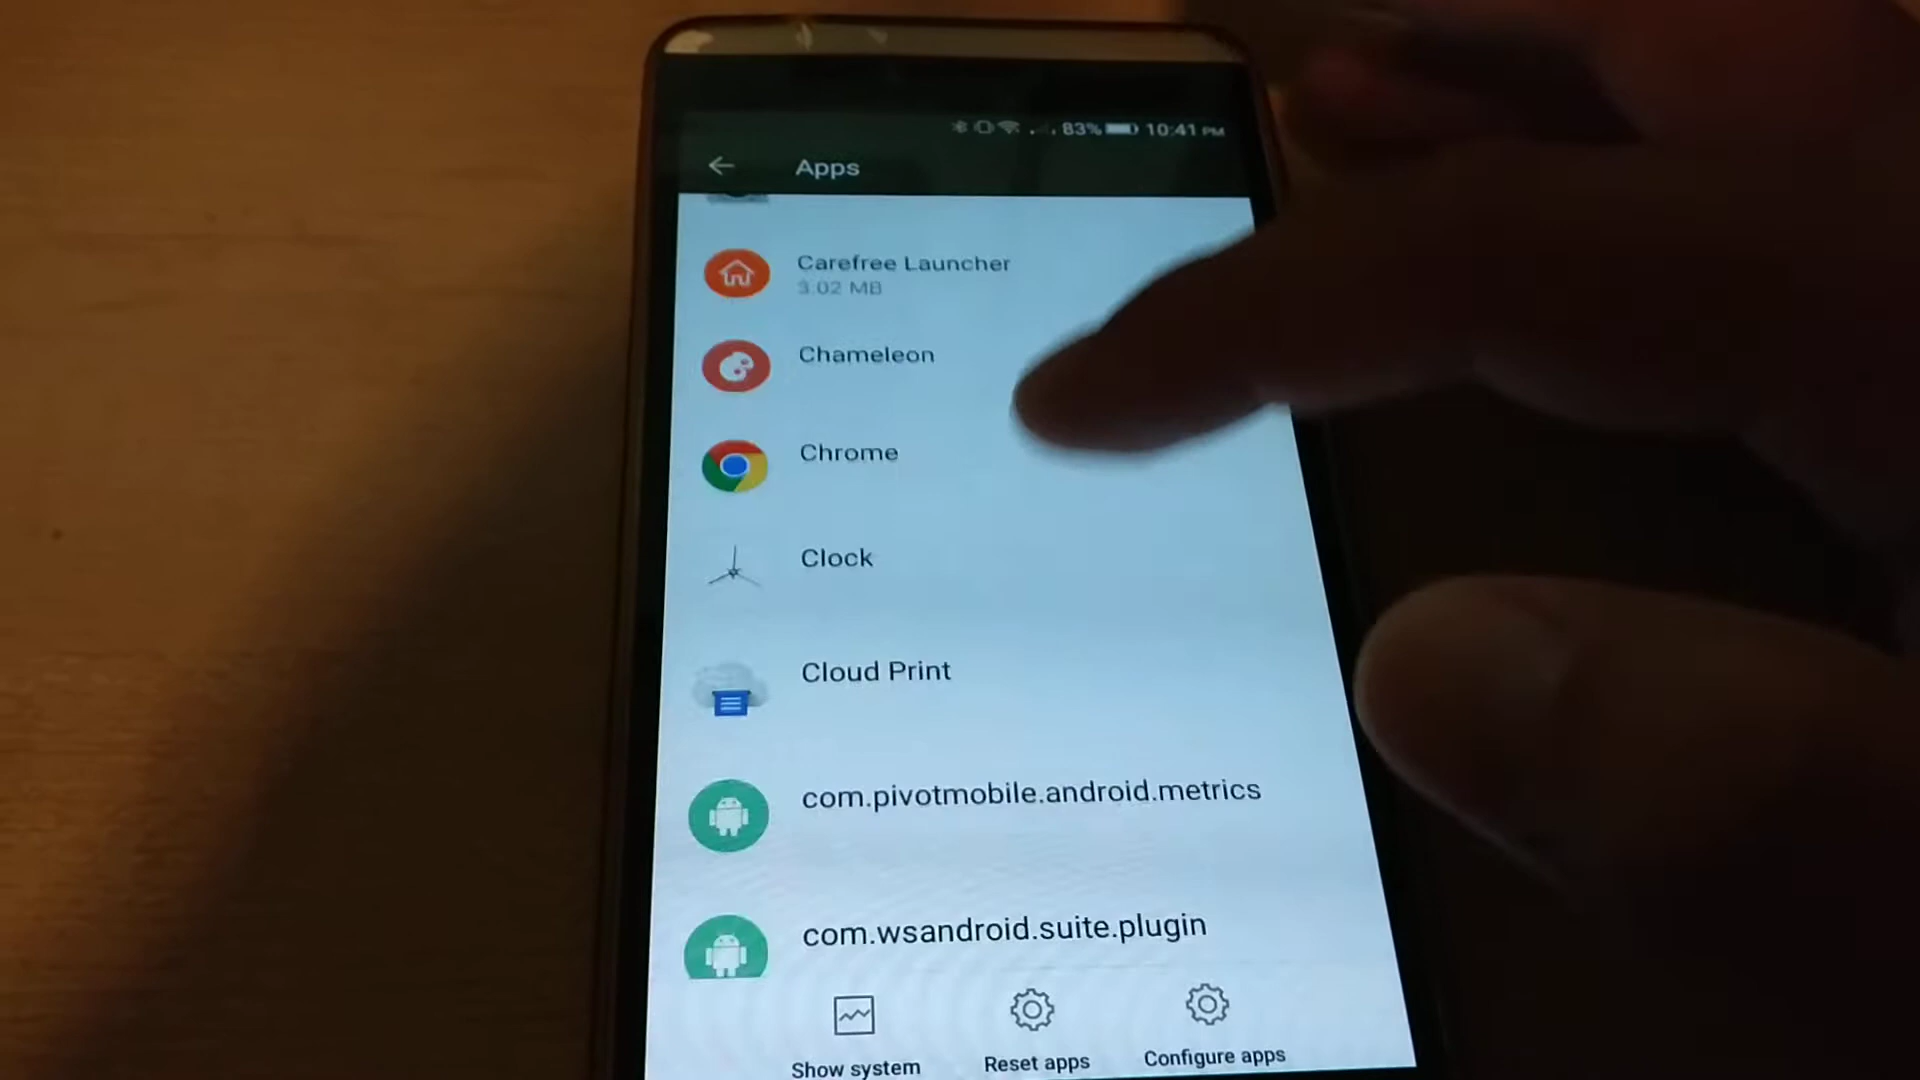 83% 10:41 PM
Apps
Carefree Launcher
3.02 MB
Chameleon
Chrome
Clock
Cloud Print
com.pivotmobile.android.metrics
com.wsandroid.suite.plugin
Show system
Reset apps
Configure apps